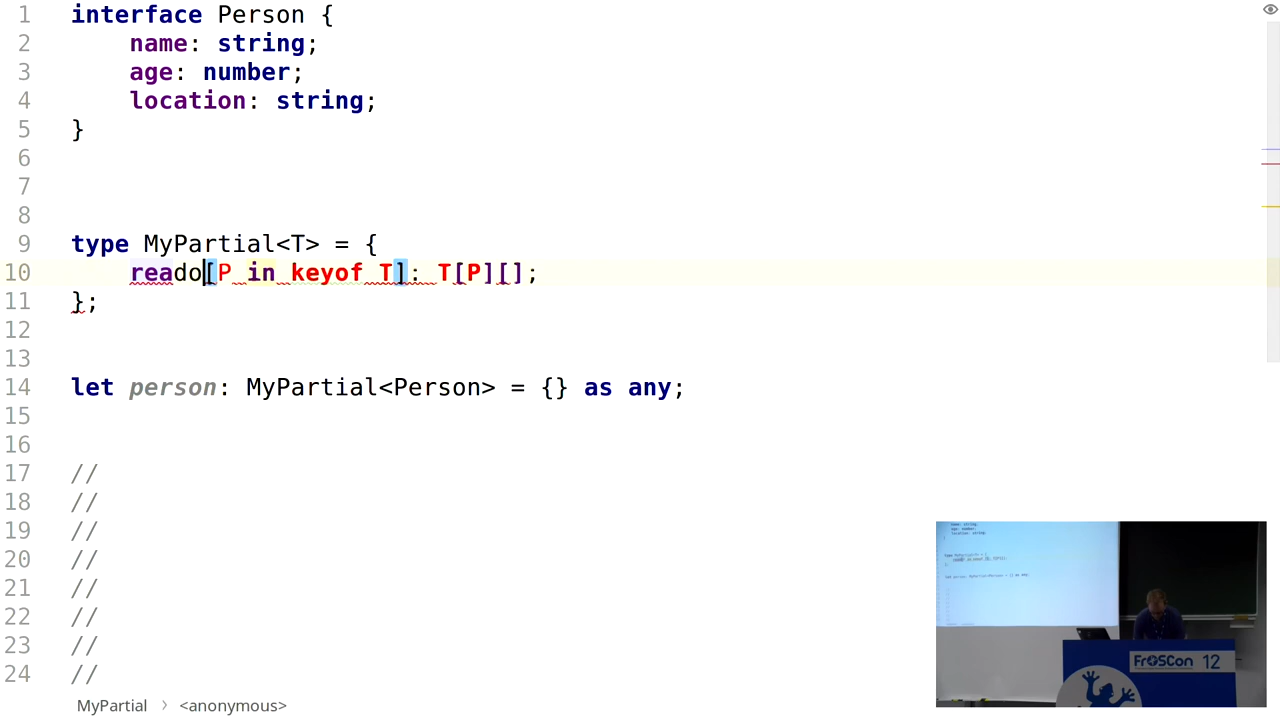 1 interface Person {
2 name: string;
3 age: number;
4 location: string;
5 }
6
7
8
9 type MyPartial<T> = {
10 reado[P in keyof T]: T[P][];
11 };
12
13
14 let person: MyPartial<Person> = {} as any;
15
16
17 //
18 //
19 //
20 //
21 //
22 //
23 //
24 //
MyPartial > <anonymous>
FrOSCon 12